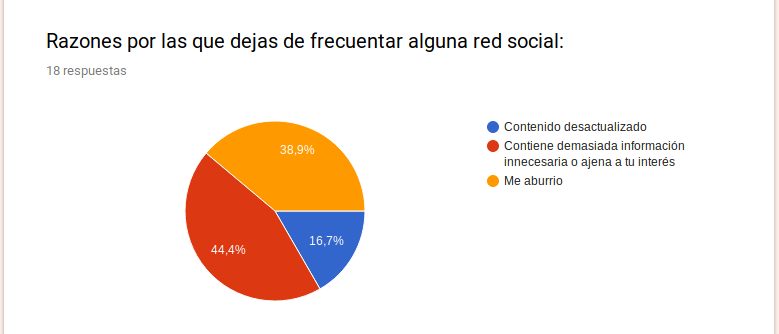 Razones por las que dejas de frecuentar alguna red social:
18 respuestas
38,9%
16,7%
44,4%
Contenido desactualizado
Contiene demasiada información
innecesaria o ajena a tu interés
Me aburrio